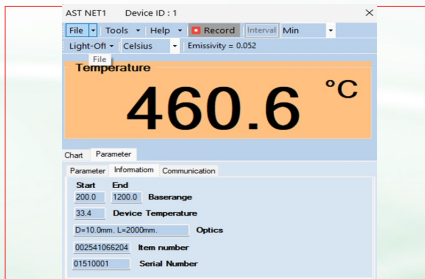 AST NET1 Device ID : 1
File Tools Help Record Interval Min
Light-Off Celsius Emissivity = 0.052
File
Temperature
460.6 °C
Chart Parameter
Parameter Information Communication
Start End
200.0 1200.0 Baserange
33.4 Device Temperature
D=10.0mm. L=2000mm. Optics
002541066204 Item number
01510001 Serial Number